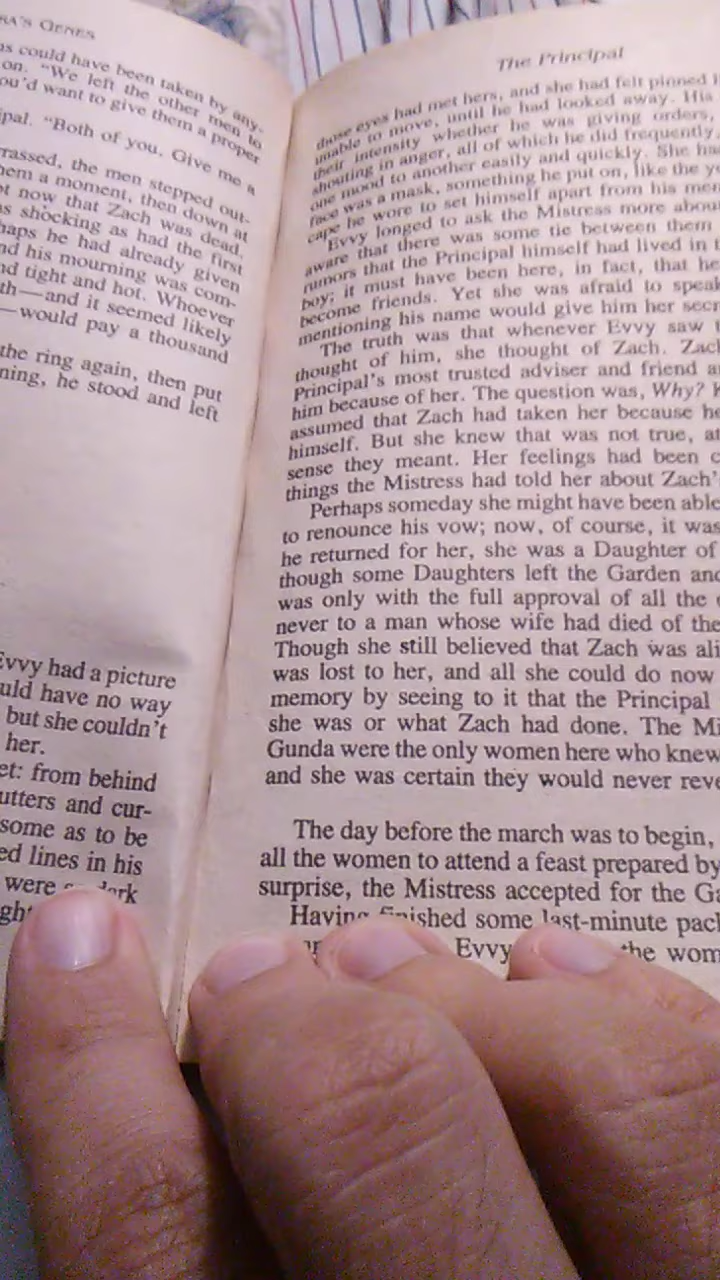 RA'S GENES
as could have been taken by any-
on. "We left the other men to
ou'd want to give them a proper
ipal. "Both of you. Give me a
rassed, the men stepped out-
hem a moment, then down at
ot now that Zach was dead.
as shocking as had the first
haps he had already given
nd his mourning was com-
nd tight and hot. Whoever
th—and it seemed likely
—would pay a thousand
the ring again, then put
ning, he stood and left
Evvy had a picture
uld have no way
but she couldn't
her.
et: from behind
utters and cur-
some as to be
ed lines in his
were
The Principal
those eyes had met hers, and she had felt pinned
unable to move, until he had looked away. His
their intensity whether he was giving orders,
shouting in anger, all of which he did frequently,
one mood to another easily and quickly. She had
face was a mask, something he put on, like the
cape he wore to set himself apart from his men
Evvy longed to ask the Mistress more about
aware that there was some tie between them
rumors that the Principal himself had lived in
boy; it must have been here, in fact, that he
become friends. Yet she was afraid to speak
mentioning his name would give him her
The truth was that whenever Evvy saw
thought of him, she thought of Zach. Zach
Principal's most trusted adviser and friend
him because of her. The question was, Why?
assumed that Zach had taken her because he
himself. But she knew that was not true, at
sense they meant. Her feelings had been
things the Mistress had told her about Zach'
Perhaps someday she might have been able
to renounce his vow; now, of course, it was
he returned for her, she was a Daughter of
though some Daughters left the Garden and
was only with the full approval of all the
never to a man whose wife had died of the
Though she still believed that Zach was ali
was lost to her, and all she could do now
memory by seeing to it that the Principal
she was or what Zach had done. The Mi
Gunda were the only women here who knew
and she was certain they would never reve
The day before the march was to begin,
all the women to attend a feast prepared by
surprise, the Mistress accepted for the Ga
Having finished some last-minute pac
Evvy the wom